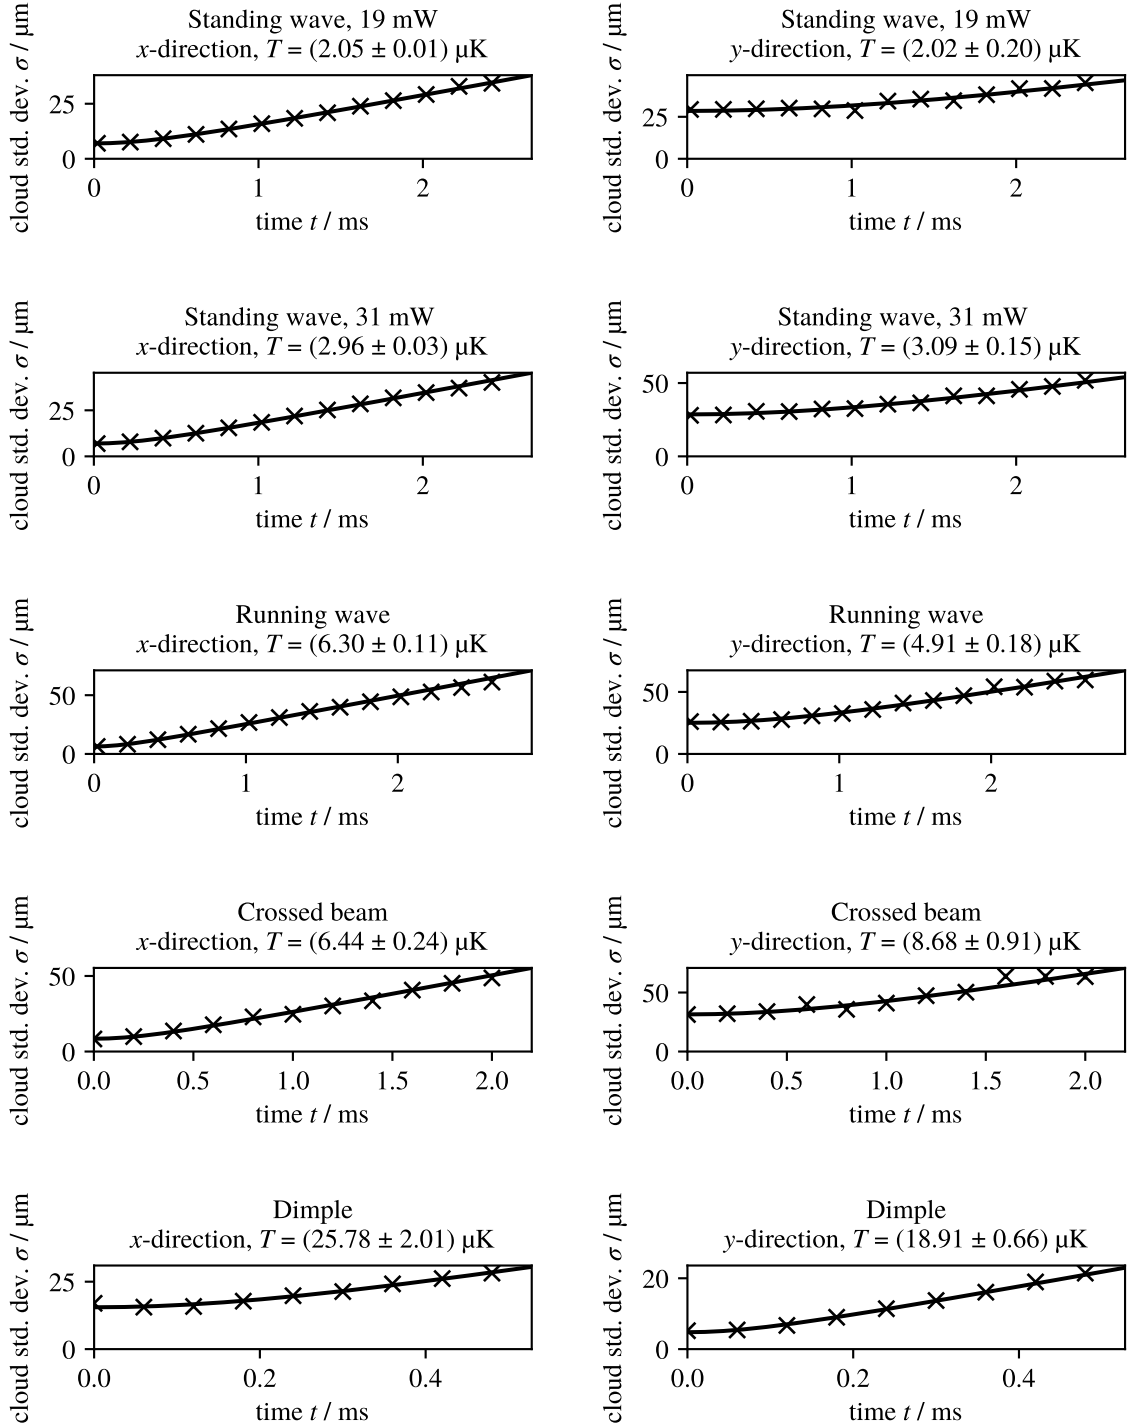 Standing wave, 19 mW
x-direction, T = (2.05 ± 0.01) µK
cloud std. dev. σ / µm
25
0
0 1 2
time t / ms
Standing wave, 19 mW
y-direction, T = (2.02 ± 0.20) µK
cloud std. dev. σ / µm
25
0
0 1 2
time t / ms
Standing wave, 31 mW
x-direction, T = (2.96 ± 0.03) µK
cloud std. dev. σ / µm
25
0
0 1 2
time t / ms
Standing wave, 31 mW
y-direction, T = (3.09 ± 0.15) µK
cloud std. dev. σ / µm
50
0
0 1 2
time t / ms
Running wave
x-direction, T = (6.30 ± 0.11) µK
cloud std. dev. σ / µm
50
0
0 1 2
time t / ms
Running wave
y-direction, T = (4.91 ± 0.18) µK
cloud std. dev. σ / µm
50
0
0 1 2
time t / ms
Crossed beam
x-direction, T = (6.44 ± 0.24) µK
cloud std. dev. σ / µm
50
0
0.0 0.5 1.0 1.5 2.0
time t / ms
Crossed beam
y-direction, T = (8.68 ± 0.91) µK
cloud std. dev. σ / µm
50
0
0.0 0.5 1.0 1.5 2.0
time t / ms
Dimple
x-direction, T = (25.78 ± 2.01) µK
cloud std. dev. σ / µm
25
0
0.0 0.2 0.4
time t / ms
Dimple
y-direction, T = (18.91 ± 0.66) µK
cloud std. dev. σ / µm
20
0
0.0 0.2 0.4
time t / ms